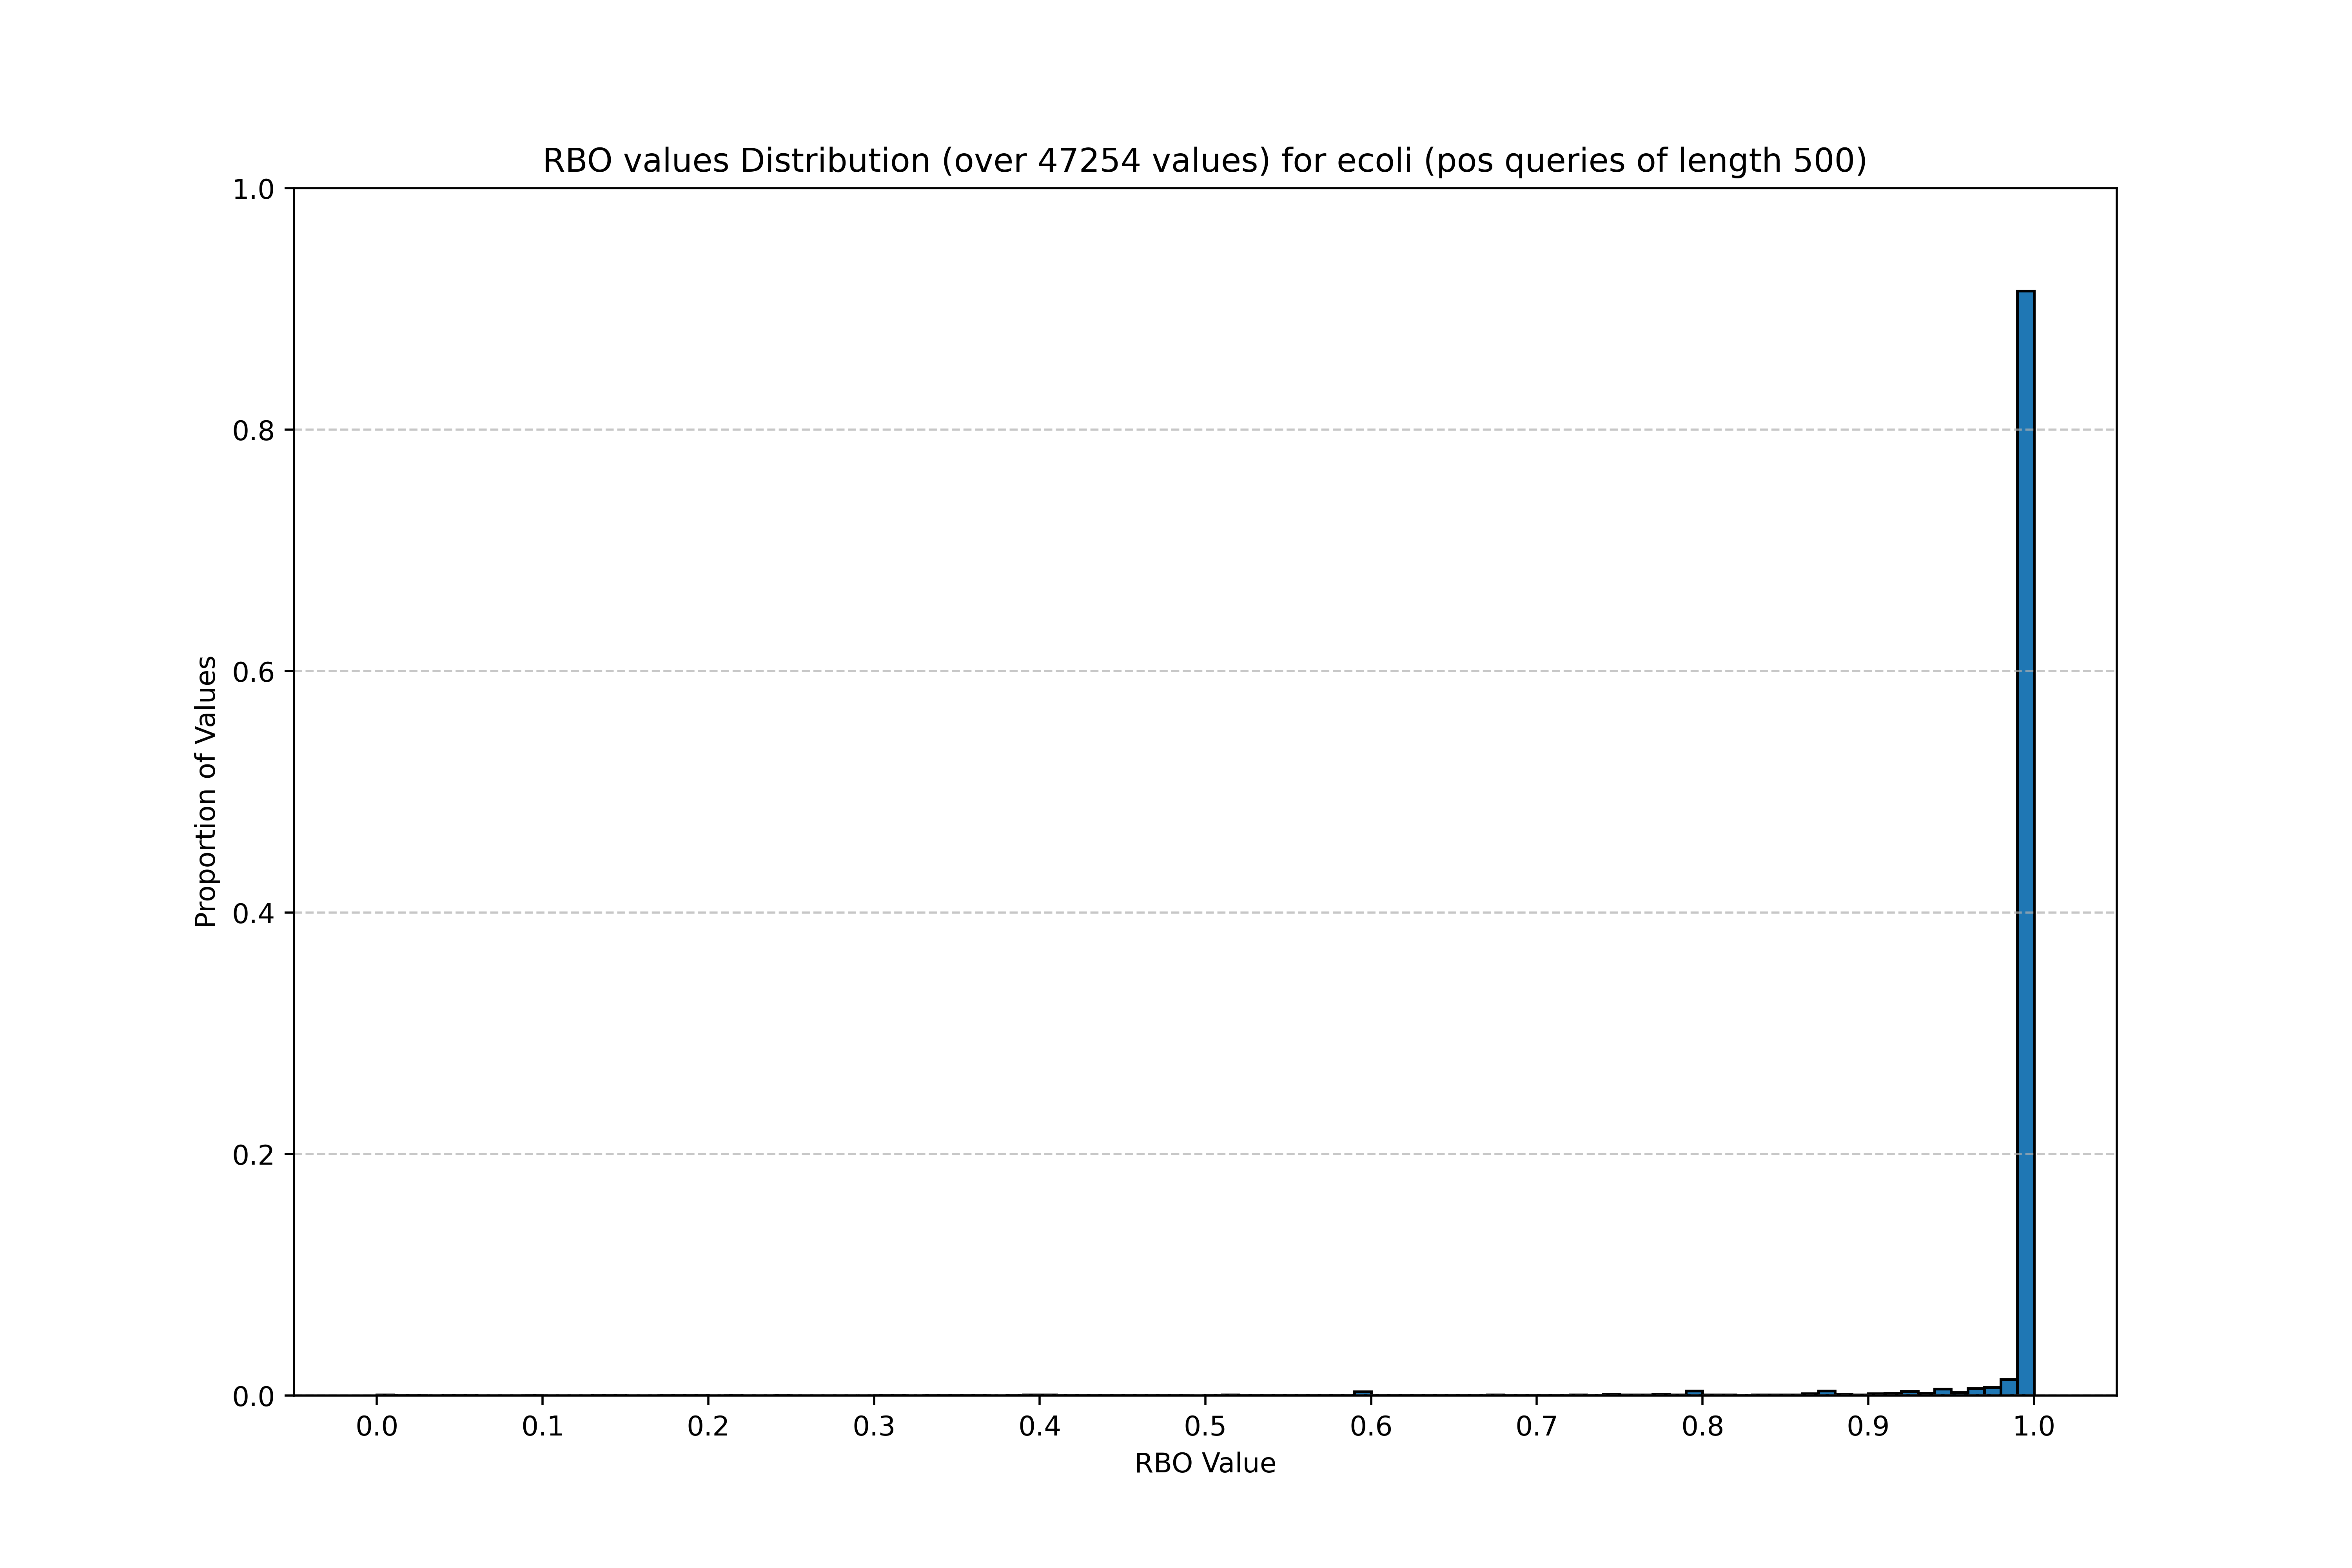 RBO values Distribution (over 47254 values) for ecoli (pos queries of length 500)
1.0
0.8
0.6
0.4
0.2
0.0
Proportion of Values
0.0 0.1 0.2 0.3 0.4 0.5 0.6 0.7 0.8 0.9 1.0
RBO Value